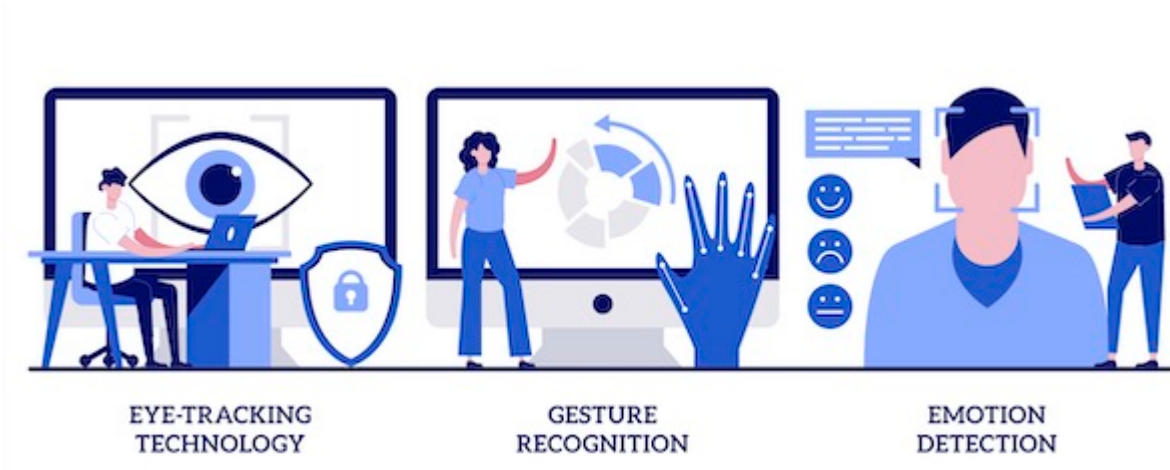 EYE-TRACKING
TECHNOLOGY
GESTURE
RECOGNITION
EMOTION
DETECTION